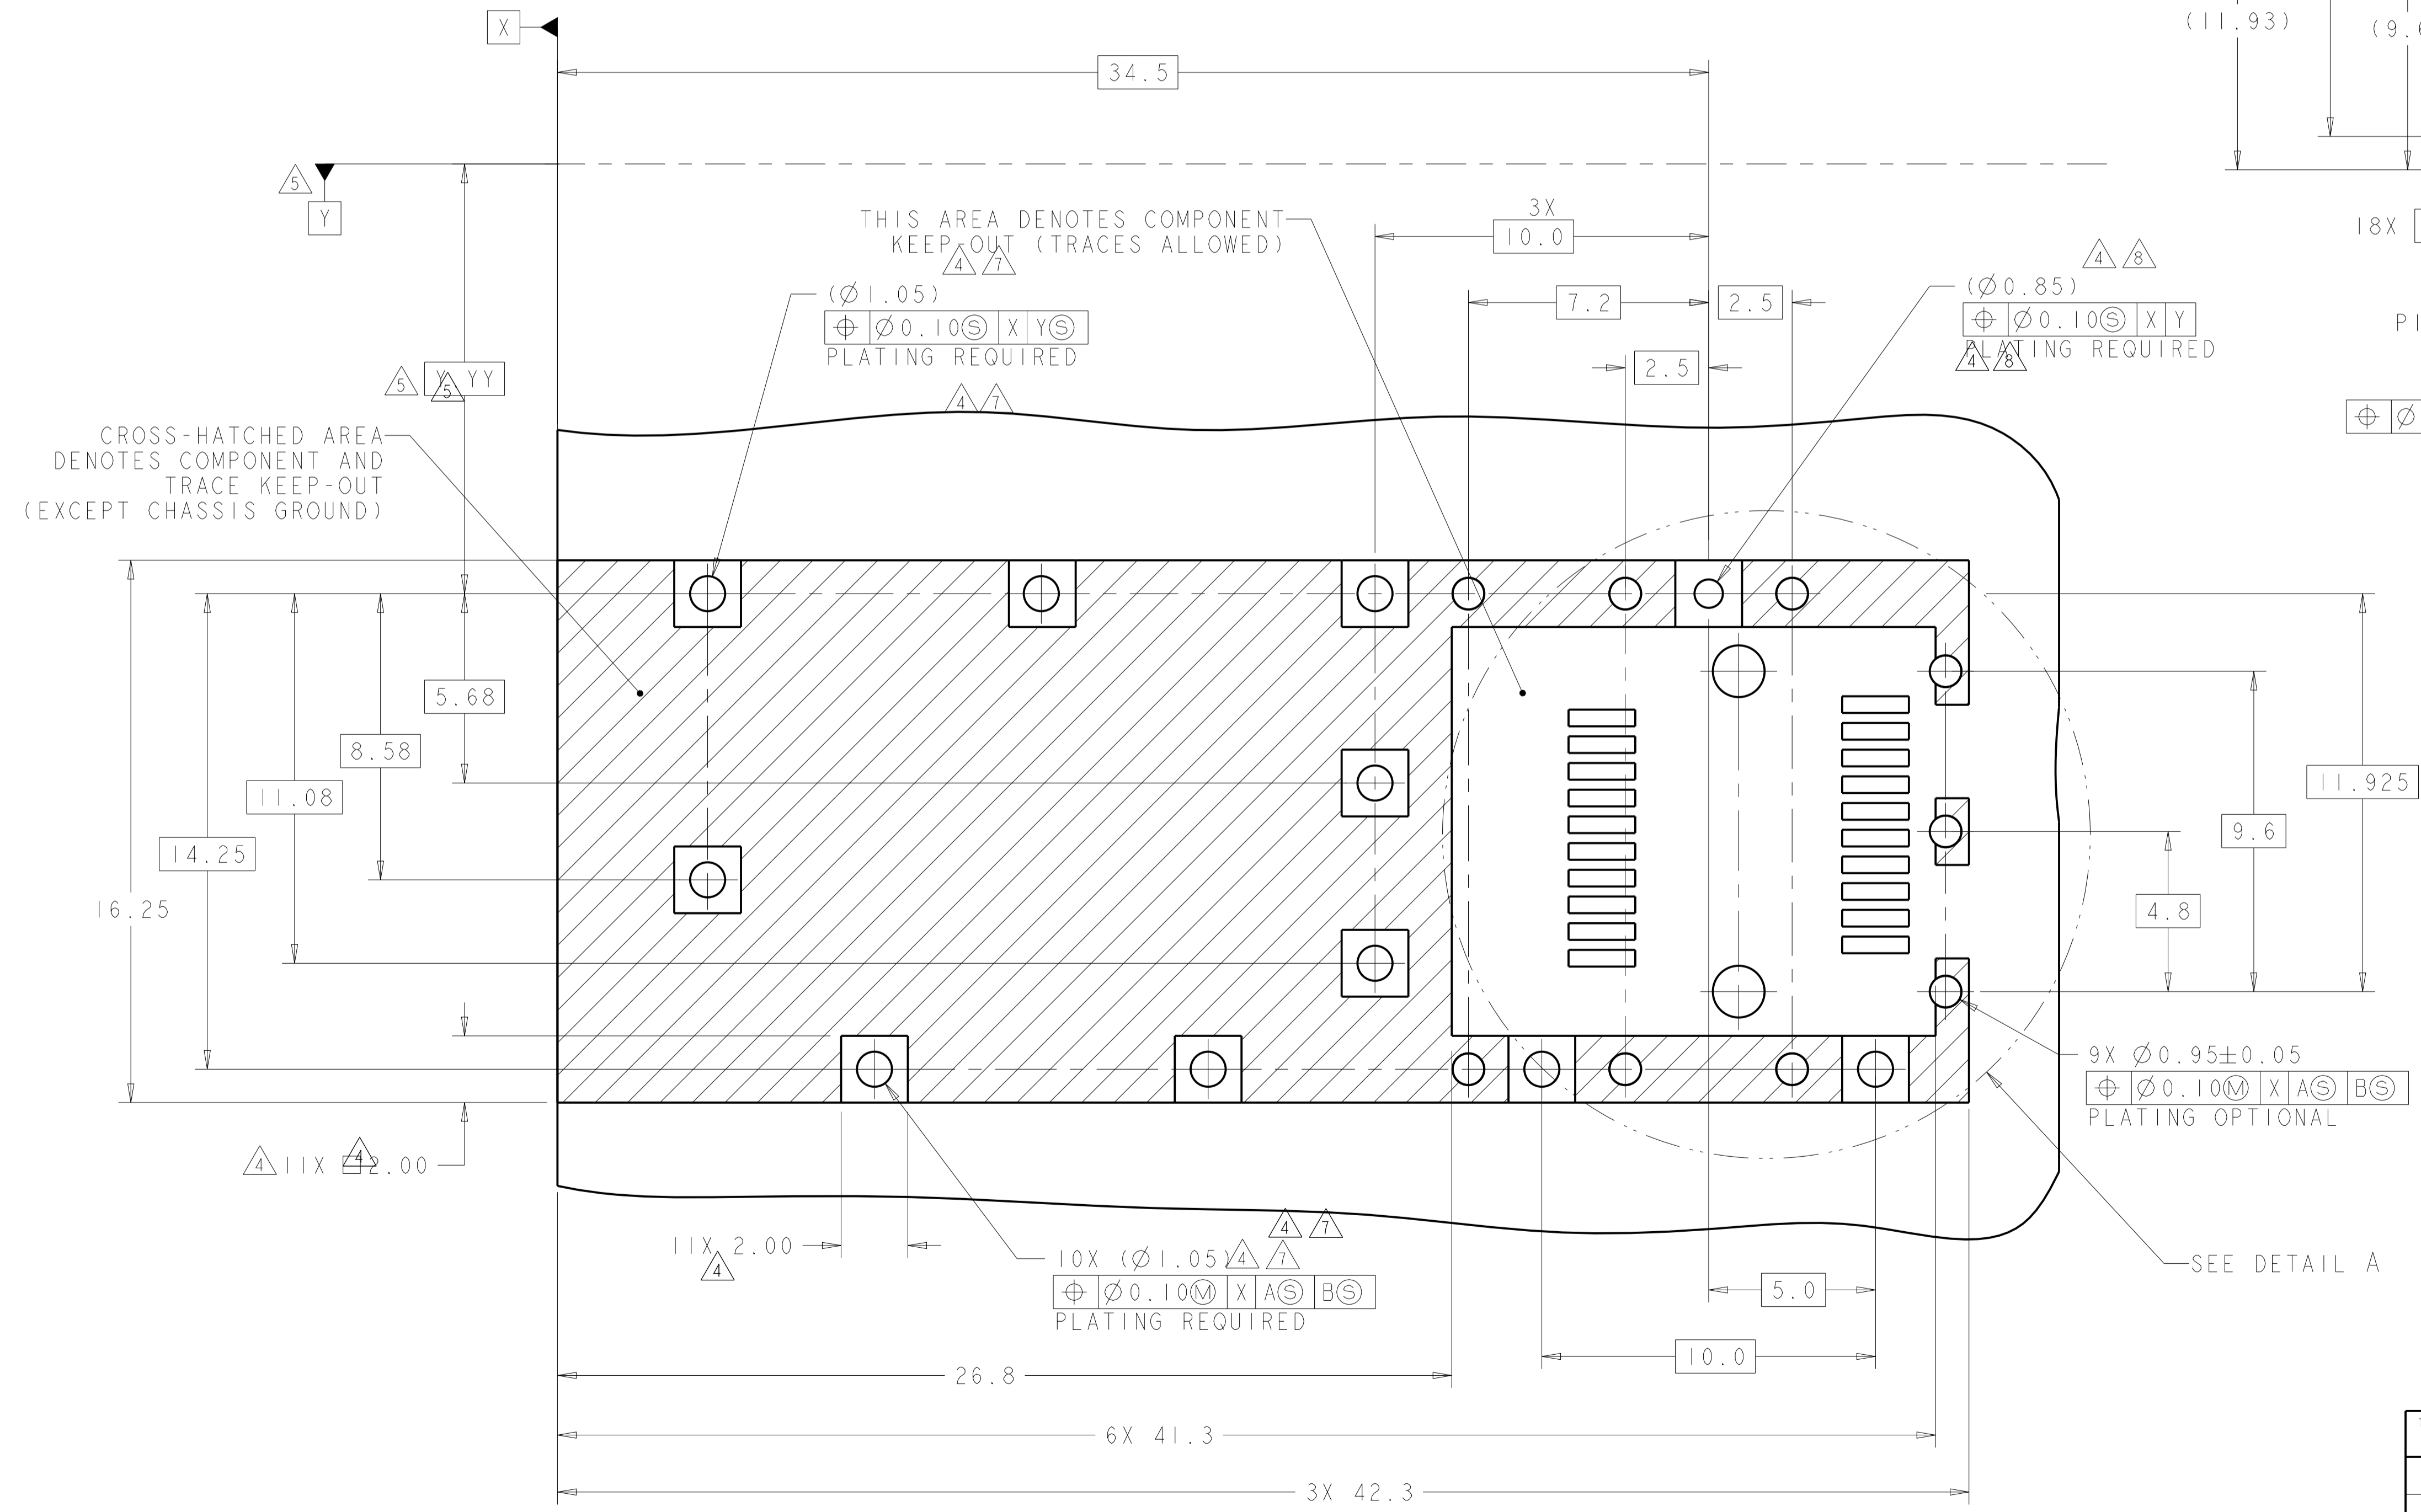 X
(11.93)
(9.6
34.5
5
Y
THIS AREA DENOTES COMPONENT
KEEP-OUT (TRACES ALLOWED)
4 7
3X
10.0
18X
4 8
(Ø1.05)
⌖ Ø0.10Ⓢ X YⓈ
PLATING REQUIRED
4 7
7.2
2.5
2.5
(Ø0.85)
⌖ Ø0.10Ⓢ X Y
PLATING REQUIRED
4 8
PI
⌖ Ø
5
YY
5
CROSS-HATCHED AREA
DENOTES COMPONENT AND
TRACE KEEP-OUT
(EXCEPT CHASSIS GROUND)
5.68
8.58
11.08
14.25
16.25
11.925
9.6
4.8
9X Ø0.95±0.05
⌖ Ø0.10Ⓜ X AⓈ BⓈ
PLATING OPTIONAL
4 11X □2.00
4
11X 2.00
4
4 7
10X (Ø1.05) 4 7
⌖ Ø0.10Ⓜ X AⓈ BⓈ
PLATING REQUIRED
SEE DETAIL A
5.0
10.0
26.8
6X 41.3
3X 42.3